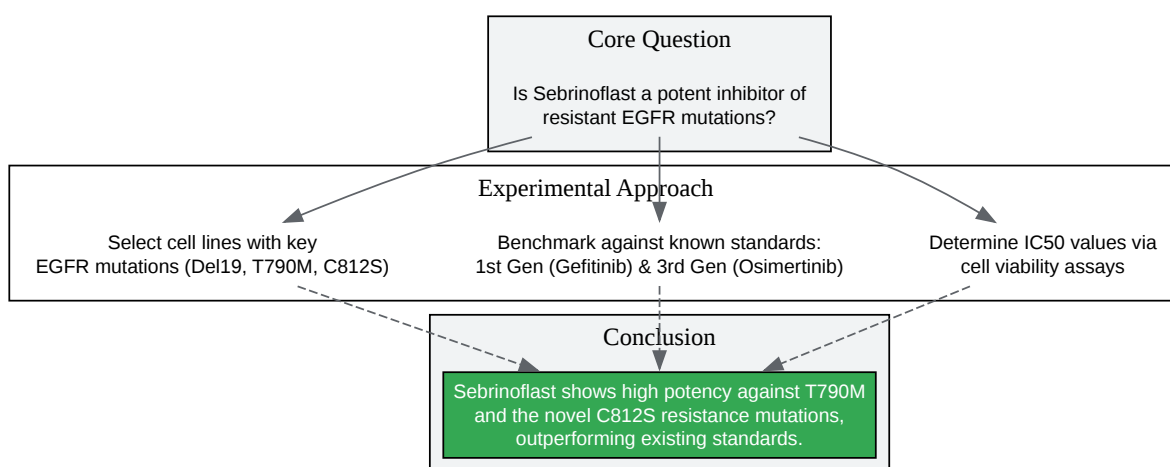 Core Question
Is Sebrinoflast a potent inhibitor of
resistant EGFR mutations?
Experimental Approach
Select cell lines with key
EGFR mutations (Del19, T790M, C812S)
Benchmark against known standards:
1st Gen (Gefitinib) & 3rd Gen (Osimertinib)
Determine IC50 values via
cell viability assays
Conclusion
Sebrinoflast shows high potency against T790M
and the novel C812S resistance mutations,
outperforming existing standards.